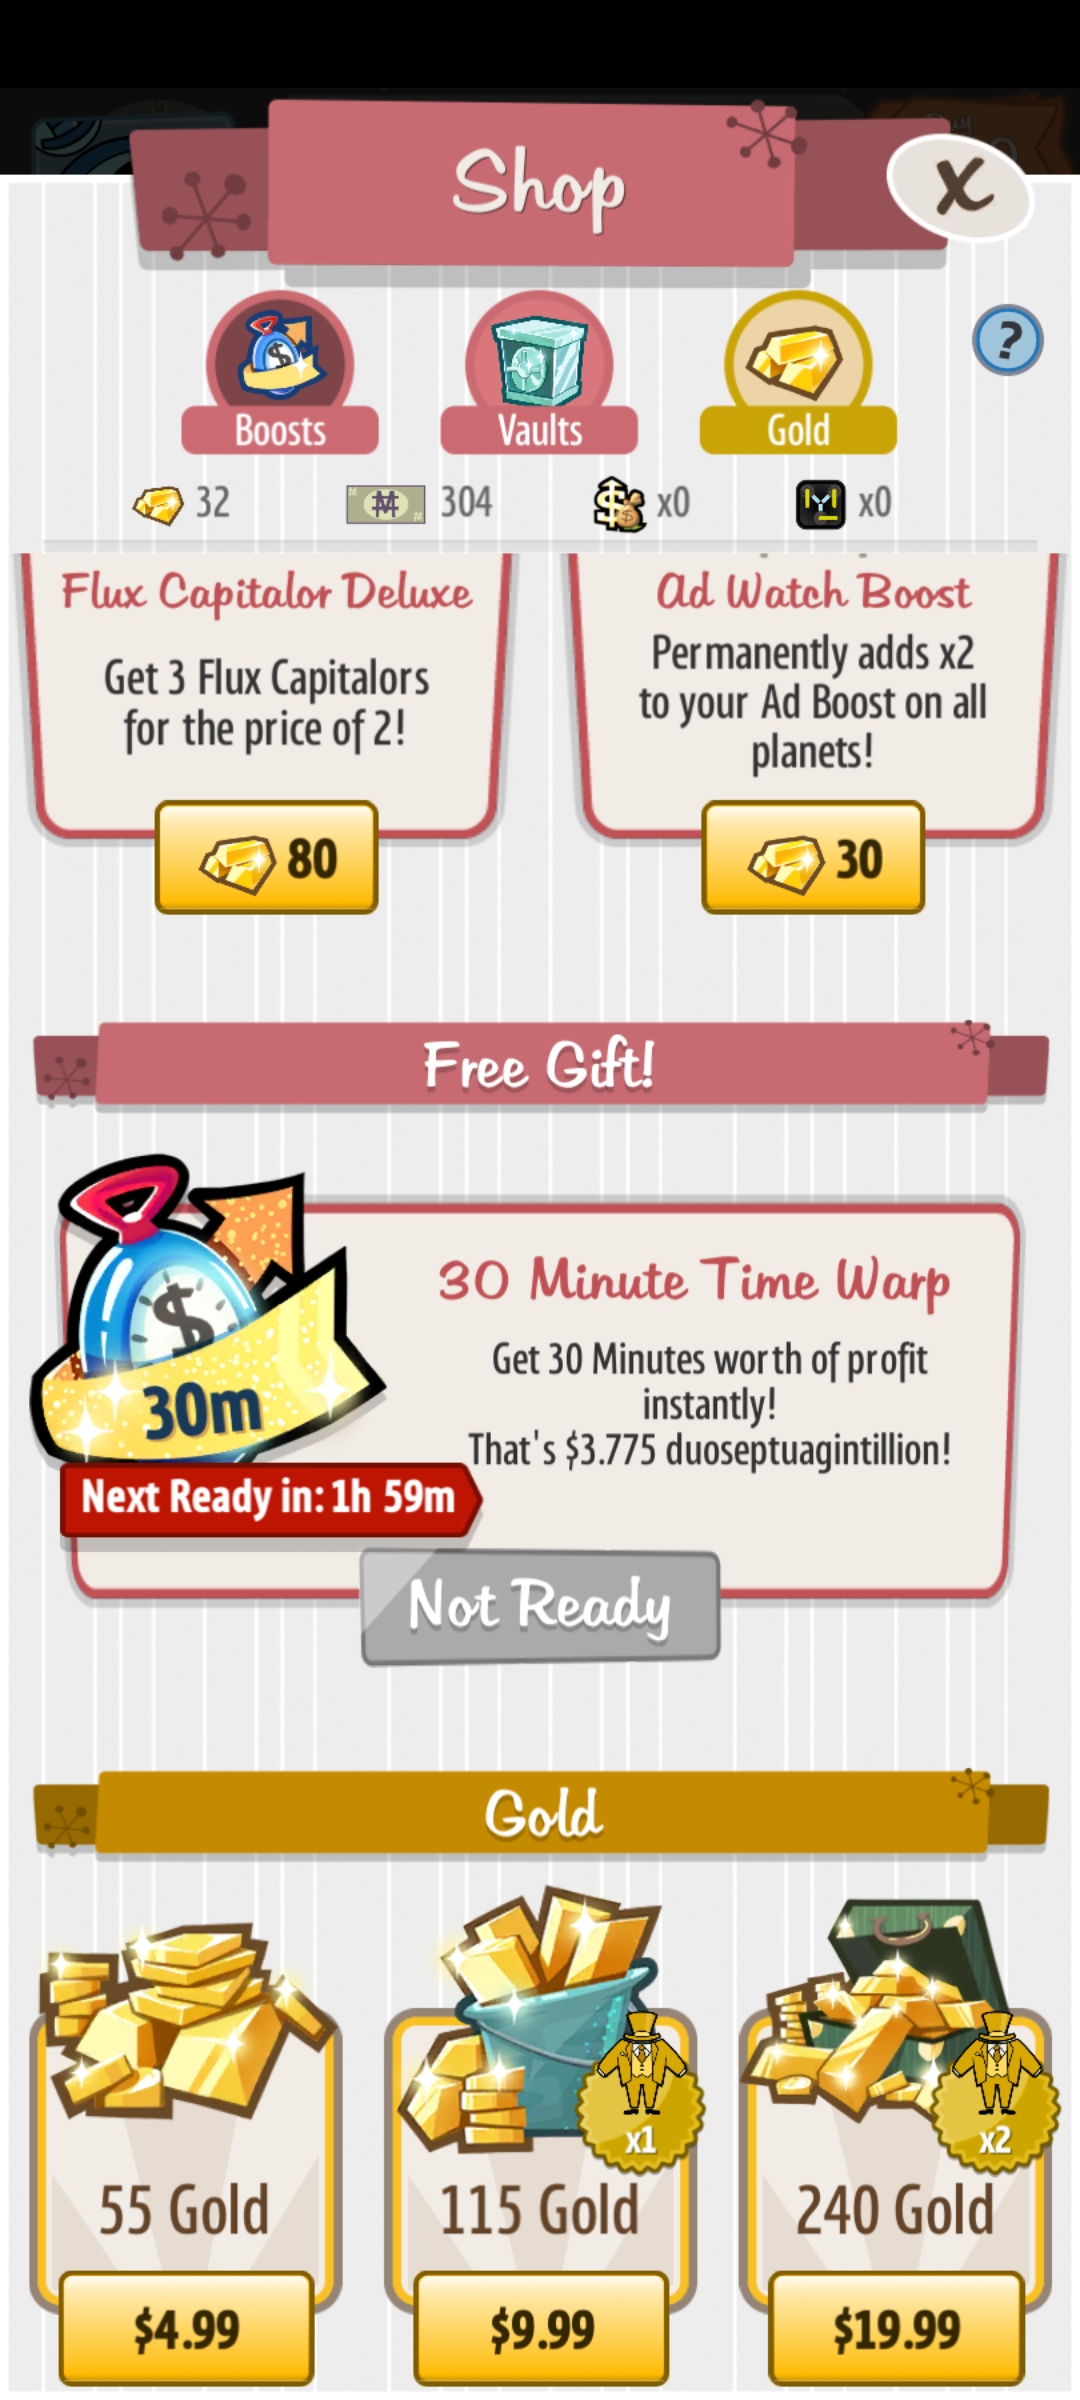 Shop
X
?
Boosts
Vaults
Gold
32
304
x0
x0
Flux Capitalor Deluxe
Get 3 Flux Capitalors
for the price of 2!
80
Ad Watch Boost
Permanently adds x2
to your Ad Boost on all
planets!
30
Free Gift!
30m
30 Minute Time Warp
Get 30 Minutes worth of profit
instantly!
That's $3.775 duoseptuagintillion!
Next Ready in: 1h 59m
Not Ready
Gold
55 Gold
$4.99
x1
115 Gold
$9.99
x2
240 Gold
$19.99